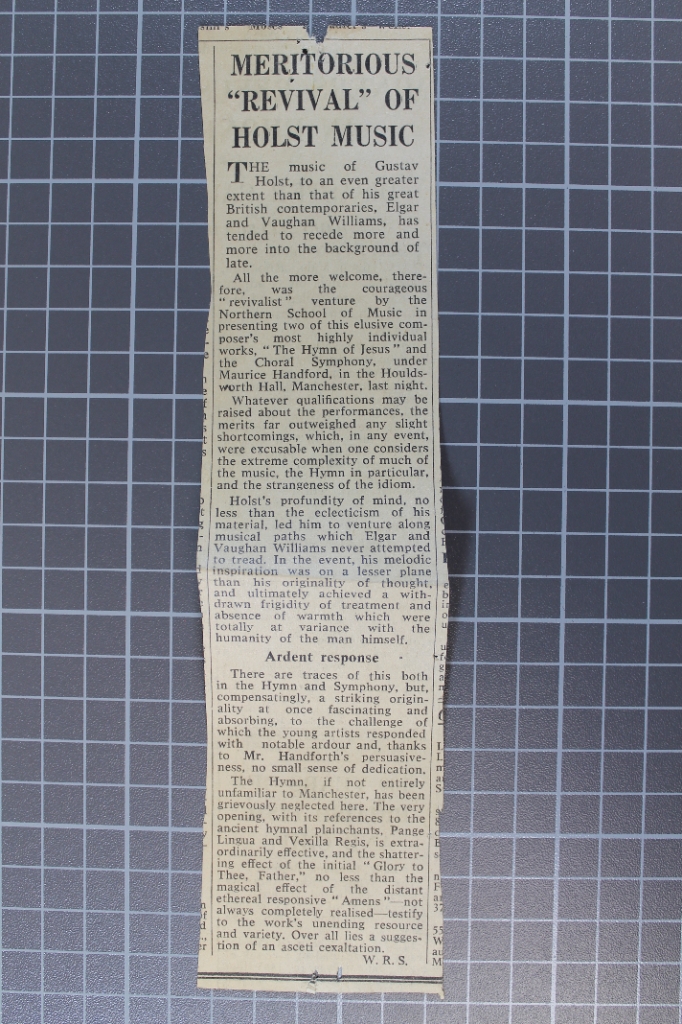 MERITORIOUS
“REVIVAL” OF
HOLST MUSIC
THE music of Gustav
Holst, to an even greater
extent than that of his great
British contemporaries, Elgar
and Vaughan Williams, has
tended to recede more and
more into the background of
late.
All the more welcome, there-
fore, was the courageous
“revivalist” venture by the
Northern School of Music in
presenting two of this elusive com-
poser's most highly individual
works, “The Hymn of Jesus” and
the Choral Symphony, under
Maurice Handford, in the Houlds-
worth Hall, Manchester, last night.
Whatever qualifications may be
raised about the performances, the
merits far outweighed any slight
shortcomings, which, in any event,
were excusable when one considers
the extreme complexity of much of
the music, the Hymn in particular,
and the strangeness of the idiom.
Holst's profundity of mind, no
less than the eclecticism of his
material, led him to venture along
musical paths which Elgar and
Vaughan Williams never attempted
to tread. In the event, his melodic
inspiration was on a lesser plane
than his originality of thought,
and ultimately achieved a with-
drawn frigidity of treatment and
absence of warmth which were
totally at variance with the
humanity of the man himself.
Ardent response
There are traces of this both
in the Hymn and Symphony, but,
compensatingly, a striking origin-
ality at once fascinating and
absorbing, to the challenge of
which the young artists responded
with notable ardour and, thanks
to Mr. Handforth's persuasive-
ness, no small sense of dedication.
The Hymn, if not entirely
unfamiliar to Manchester, has been
grievously neglected here. The very
opening, with its references to the
ancient hymnal plainchants, Pange
Lingua and Vexilla Regis, is extra-
ordinarily effective, and the shatter-
ing effect of the initial “Glory to
Thee, Father,” no less than the
magical effect of the distant
ethereal responsive “Amens”—not
always completely realised—testify
to the work's unending resource
and variety. Over all lies a sugges-
tion of an asceti cexaltation.
W. R. S.